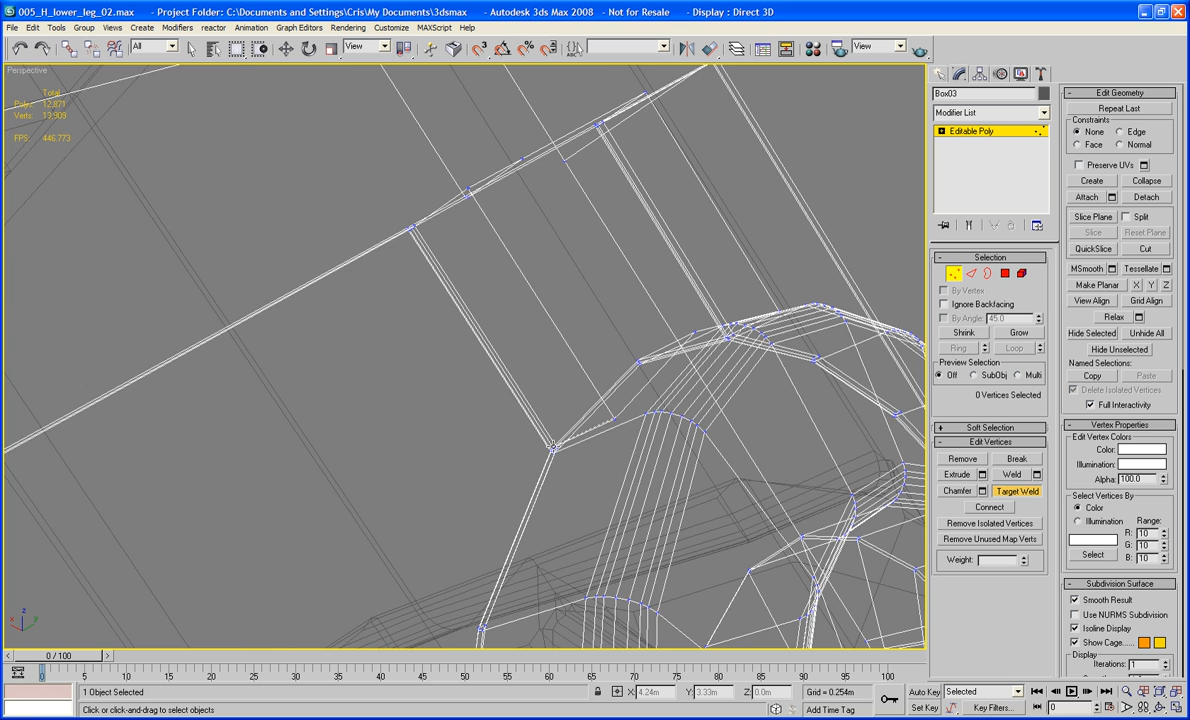 005_H_lower_leg_02.max - Project Folder: C:\Documents and Settings\Cris\My Documents\3dsmax - Autodesk 3ds Max 2008 - Not for Resale - Display : Direct 3D
File Edit Tools Group Views Create Modifiers reactor Animation Graph Editors Rendering Customize MAXScript Help
All View View
Perspective
Total
Polys: 12,871
Verts: 13,909
FPS: 446.773
Box03
Modifier List
Editable Poly
- Selection
By Vertex
Ignore Backfacing
By Angle: 45.0
Shrink Grow
Ring Loop
Preview Selection
Off SubObj Multi
0 Vertices Selected
+ Soft Selection
- Edit Vertices
Remove Break
Extrude Weld
Chamfer Target Weld
Connect
Remove Isolated Vertices
Remove Unused Map Verts
Weight:
- Edit Geometry
Repeat Last
Constraints
None Edge
Face Normal
Preserve UVs
Create Collapse
Attach Detach
Slice Plane Split
Slice Reset Plane
QuickSlice Cut
MSmooth Tessellate
Make Planar X Y Z
View Align Grid Align
Relax
Hide Selected Unhide All
Hide Unselected
Named Selections:
Copy Paste
Delete Isolated Vertices
Full Interactivity
- Vertex Properties
Edit Vertex Colors
Color:
Illumination:
Alpha: 100.0
Select Vertices By
Color
Illumination Range:
R: 10
G: 10
B: 10
Select
- Subdivision Surface
Smooth Result
Use NURMS Subdivision
Isoline Display
Show Cage......
Display
Iterations: 1
z
x y
0 / 100
0 5 10 15 20 25 30 35 40 45 50 55 60 65 70 75 80 85 90 95 100
1 Object Selected X: 4.24m Y: 3.33m Z: 0.0m Grid = 0.254m Auto Key Selected
Click or click-and-drag to select objects Add Time Tag Set Key Key Filters... 0